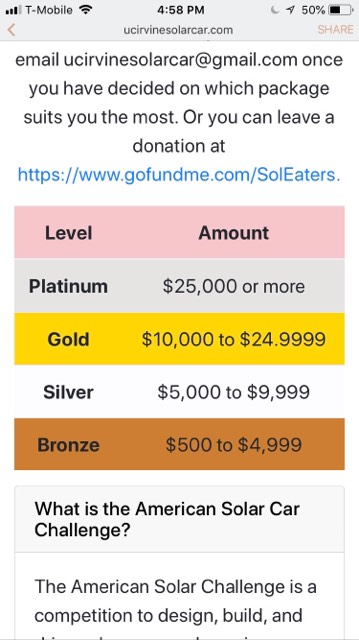 T-Mobile 4:58 PM 50%
ucirvinesolarcar.com SHARE
email ucirvinesolarcar@gmail.com once
you have decided on which package
suits you the most. Or you can leave a
donation at
https://www.gofundme.com/SolEaters.
Level Amount
Platinum $25,000 or more
Gold $10,000 to $24.9999
Silver $5,000 to $9,999
Bronze $500 to $4,999
What is the American Solar Car
Challenge?
The American Solar Challenge is a
competition to design, build, and